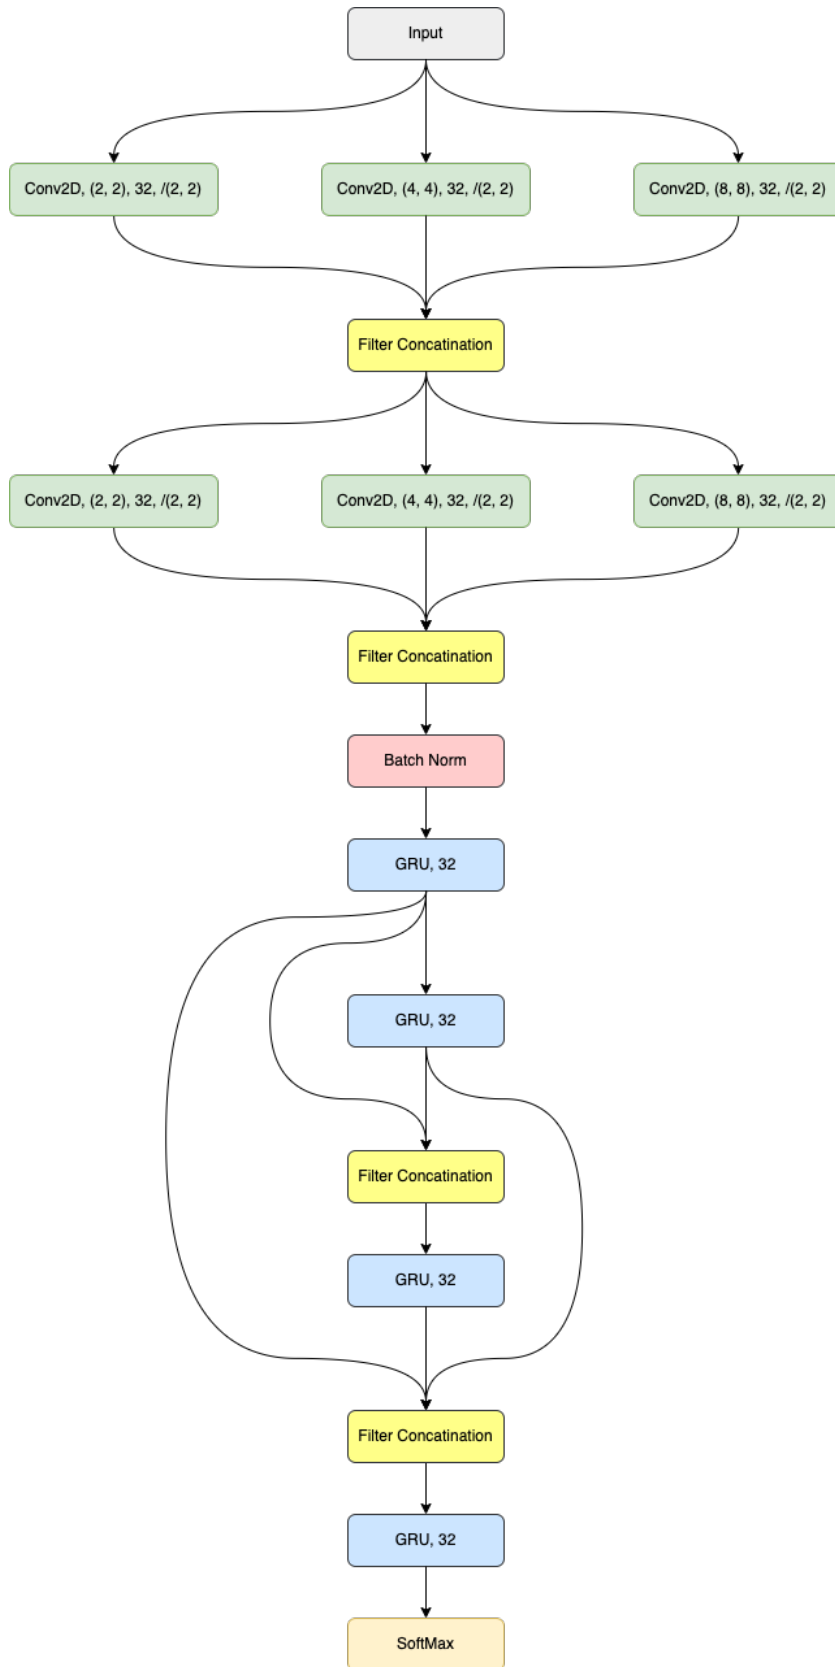 Input
Conv2D, (2, 2), 32, /(2, 2)
Conv2D, (4, 4), 32, /(2, 2)
Conv2D, (8, 8), 32, /(2, 2)
Filter Concatination
Conv2D, (2, 2), 32, /(2, 2)
Conv2D, (4, 4), 32, /(2, 2)
Conv2D, (8, 8), 32, /(2, 2)
Filter Concatination
Batch Norm
GRU, 32
GRU, 32
Filter Concatination
GRU, 32
Filter Concatination
GRU, 32
SoftMax